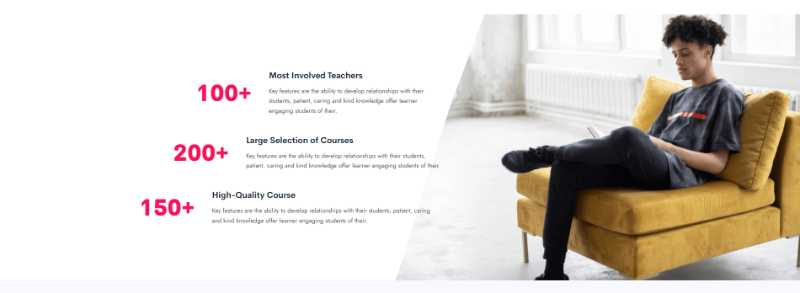 100+
Most Involved Teachers
Key features are the ability to develop relationships with their
students, patient, caring and kind knowledge offer learner
engaging students of their.
200+
Large Selection of Courses
Key features are the ability to develop relationships with their students,
patient, caring and kind knowledge offer learner engaging students of their.
150+
High-Quality Course
Key features are the ability to develop relationships with their students, patient, caring
and kind knowledge offer learner engaging students of their.